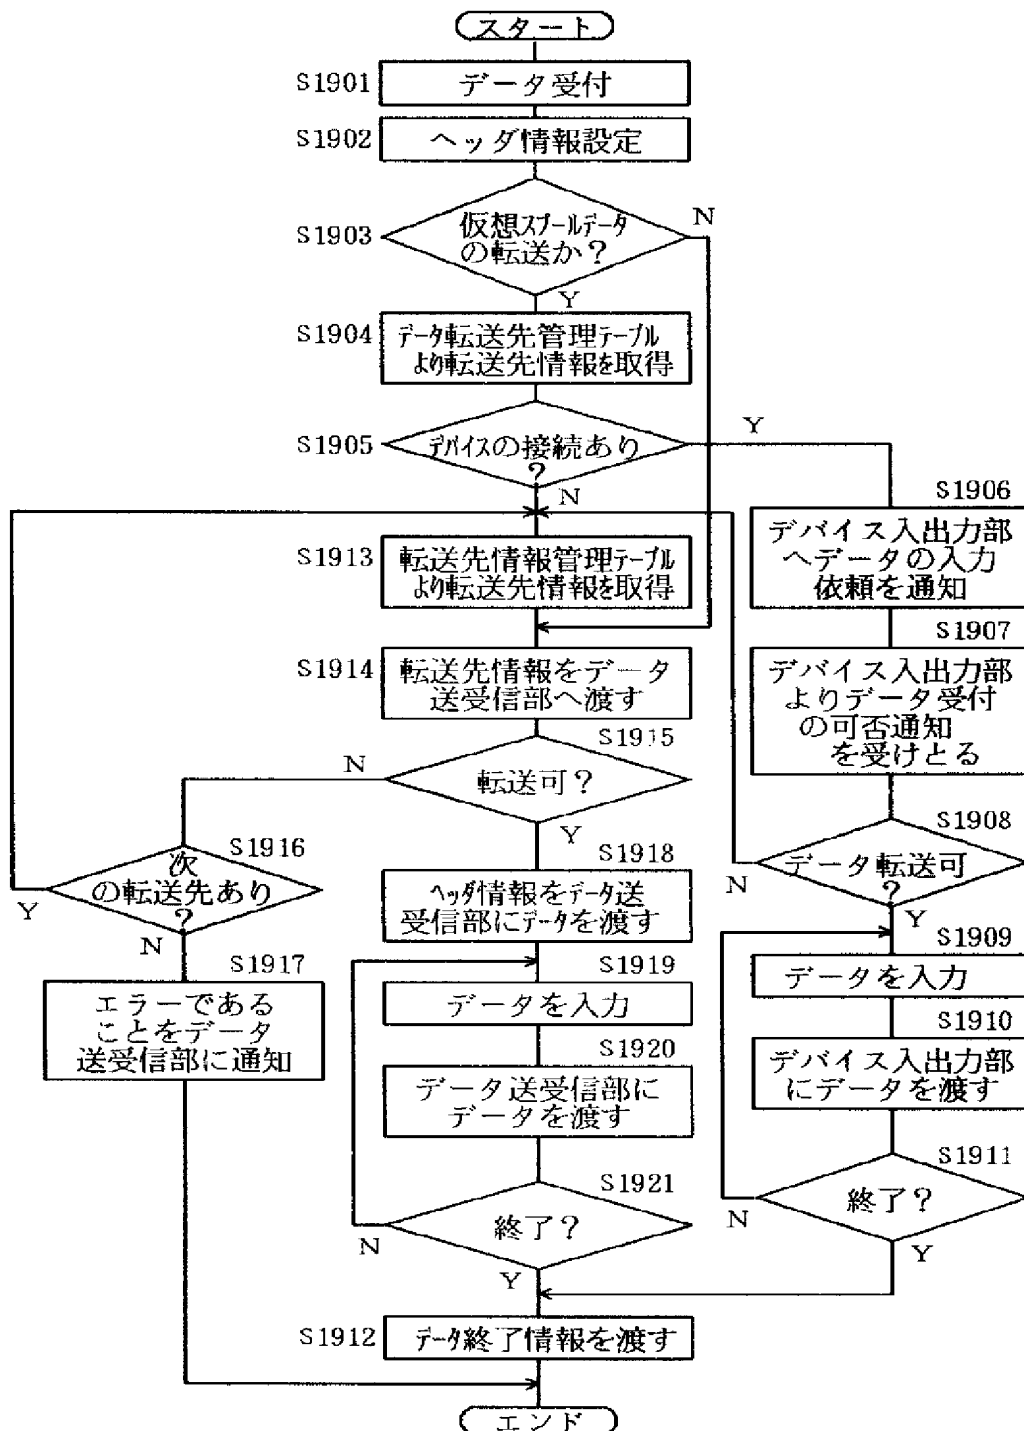 スタート
S1901
データ受付
S1902
ヘッダ情報設定
S1903
仮想スプールデータ
の転送か?
N
Y
S1904
データ転送先管理テーブル
より転送先情報を取得
S1905
デバイスの接続あり
?
Y
N
S1906
デバイス入出力部
へデータの入力
依頼を通知
S1913
転送先情報管理テーブル
より転送先情報を取得
S1907
デバイス入出力部
よりデータ受付
の可否通知
を受けとる
S1914
転送先情報をデータ
送受信部へ渡す
S1915
転送可?
N
Y
S1908
データ転送可
?
N
Y
S1916
次
の転送先あり
?
Y
N
S1918
ヘッダ情報をデータ送
受信部にデータを渡す
S1909
データを入力
S1917
エラーである
ことをデータ
送受信部に通知
S1919
データを入力
S1910
デバイス入出力部
にデータを渡す
S1920
データ送受信部に
データを渡す
S1911
終了?
N
Y
S1921
終了?
N
Y
S1912
データ終了情報を渡す
エンド